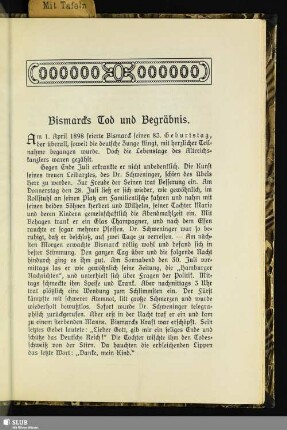 Mit Tafeln
Bismarcks Tod und Begräbnis.
Am 1. April 1898 feierte Bismarck seinen 83. Geburtstag,
der überall, soweit die deutsche Zunge klingt, mit herzlicher Teil-
nahme begangen wurde. Doch die Lebenstage des Altreichs-
kanzlers waren gezählt.
Gegen Ende Juli erkrankte er nicht unbedenklich. Die Kunst
seines treuen Leibarztes, des Dr. Schweninger, schien des Übels
Herr zu werden. Zur Freude der Seinen trat Besserung ein. Am
Donnerstag den 28. Juli ließ er sich wieder, wie gewöhnlich, im
Rollstuhl an seinen Platz am Familientische fahren und nahm mit
seinen beiden Söhnen Herbert und Wilhelm, seiner Tochter Marie
und deren Kindern gemeinschaftlich die Abendmahlzeit ein. Mit
Behagen trank er ein Glas Champagner, und nach dem Essen
rauchte er sogar mehrere Pfeifen. Dr. Schweninger war so be-
ruhigt, daß er beschloß, auf zwei Tage zu verreisen. — Am näch-
sten Morgen erwachte Bismarck völlig wohl und befand sich in
bester Stimmung. Den ganzen Tag über und die folgende Nacht
hindurch ging es ihm gut. Am Sonnabend den 30. Juli vor-
mittags las er wie gewöhnlich seine Zeitung, die „Hamburger
Nachrichten“, und unterhielt sich über Fragen der Politik. Mit-
tags schmeckte ihm Speise und Trank. Aber nachmittags 3 Uhr
trat plötzlich eine Wendung zum Schlimmsten ein. Der Fürst
kämpfte mit schwerer Atemnot, litt große Schmerzen und wurde
wiederholt bewußtlos. Sofort wurde Dr. Schweninger telegra-
phisch zurückgerufen. Aber erst in der Nacht traf er ein und kam
zu einem sterbenden Manne. Bismarcks Kraft war erschöpft. Sein
letztes Gebet lautete: „Lieber Gott, gib mir ein seliges Ende und
schütze das Deutsche Reich!“ Die Tochter wischte ihm den Todes-
schweiß von der Stirn. Da hauchten die erbleichenden Lippen
das letzte Wort: „Danke, mein Kind.“
SLUB
Wir führen Wissen.